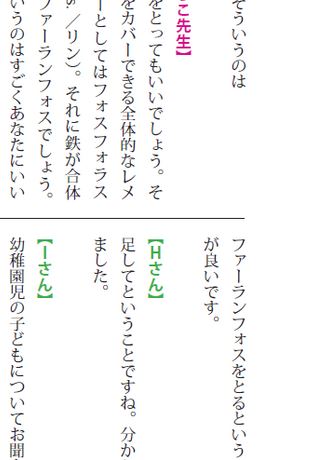 そういうのは
こ先生】
をとってもいいでしょう。そ
をカバーできる全体的なレメ
ーとしてはフォスフォラス
s ／リン）。それに鉄が合体
ファーランフォスでしょう。
いうのはすごくあなたにいい
ファーランフォスをとるという
が良いです。
【Hさん】
足してということですね。分か
ました。
【Iさん】
幼稚園児の子どもについてお聞